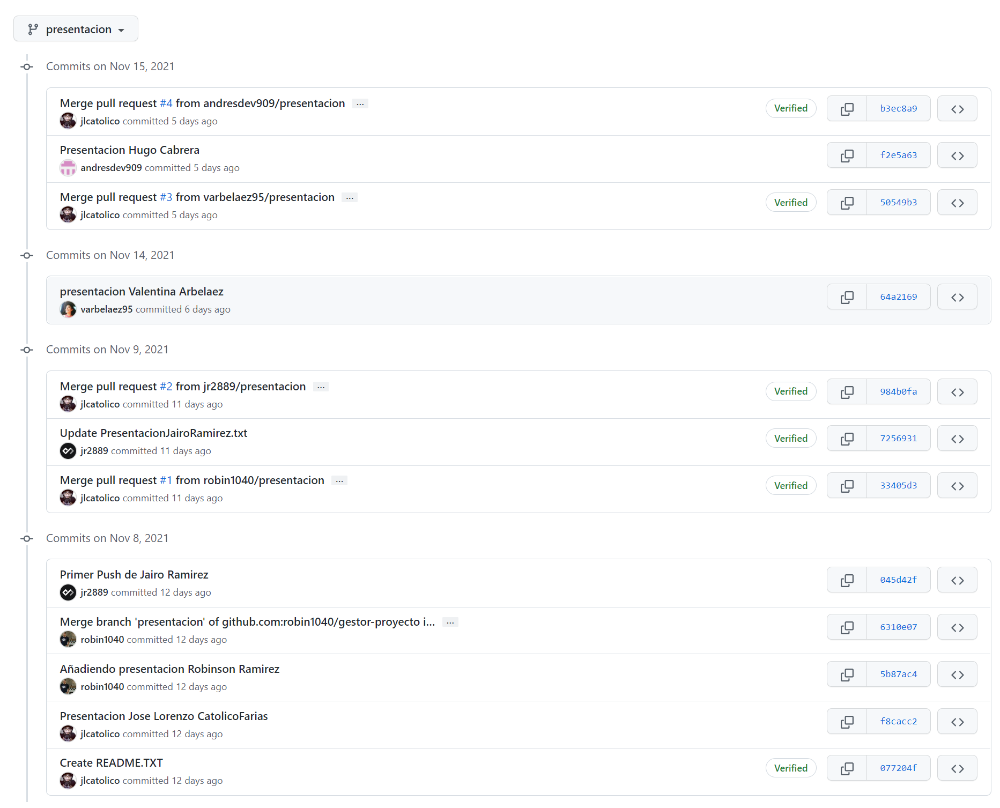 presentacion
Commits on Nov 15, 2021
Merge pull request #4 from andresdev909/presentacion ...
Verified
b3ec8a9
jlcatolico committed 5 days ago
Presentacion Hugo Cabrera
f2e5a63
andresdev909 committed 5 days ago
Merge pull request #3 from varbelaez95/presentacion ...
Verified
50549b3
jlcatolico committed 5 days ago
Commits on Nov 14, 2021
presentacion Valentina Arbelaez
64a2169
varbelaez95 committed 6 days ago
Commits on Nov 9, 2021
Merge pull request #2 from jr2889/presentacion ...
Verified
984b0fa
jlcatolico committed 11 days ago
Update PresentacionJairoRamirez.txt
Verified
7256931
jr2889 committed 11 days ago
Merge pull request #1 from robin1040/presentacion ...
Verified
33405d3
jlcatolico committed 11 days ago
Commits on Nov 8, 2021
Primer Push de Jairo Ramirez
045d42f
jr2889 committed 12 days ago
Merge branch 'presentacion' of github.com:robin1040/gestor-proyecto i... ...
6310e07
robin1040 committed 12 days ago
Añadiendo presentacion Robinson Ramirez
5b87ac4
robin1040 committed 12 days ago
Presentacion Jose Lorenzo CatolicoFarias
f8cacc2
jlcatolico committed 12 days ago
Create README.TXT
Verified
077204f
jlcatolico committed 12 days ago